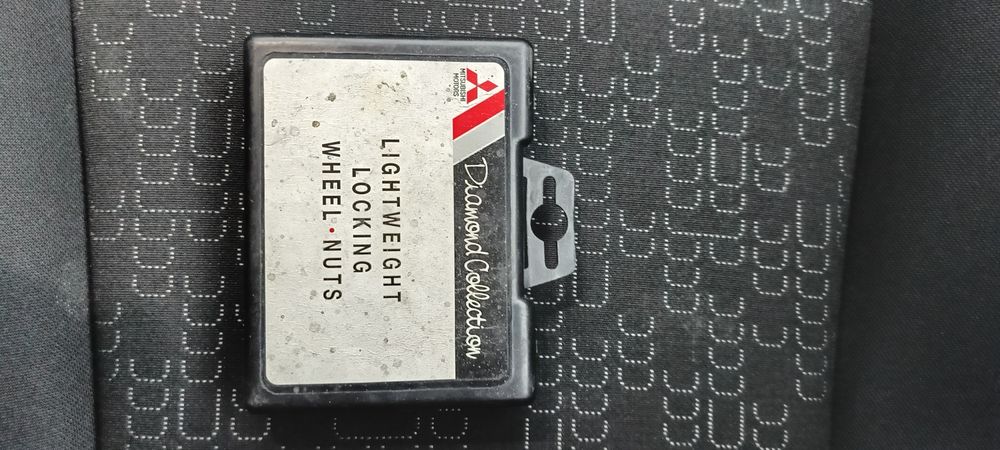 MITSUBISHI
MOTORS
Diamond Collection
LIGHTWEIGHT
LOCKING
WHEEL·NUTS